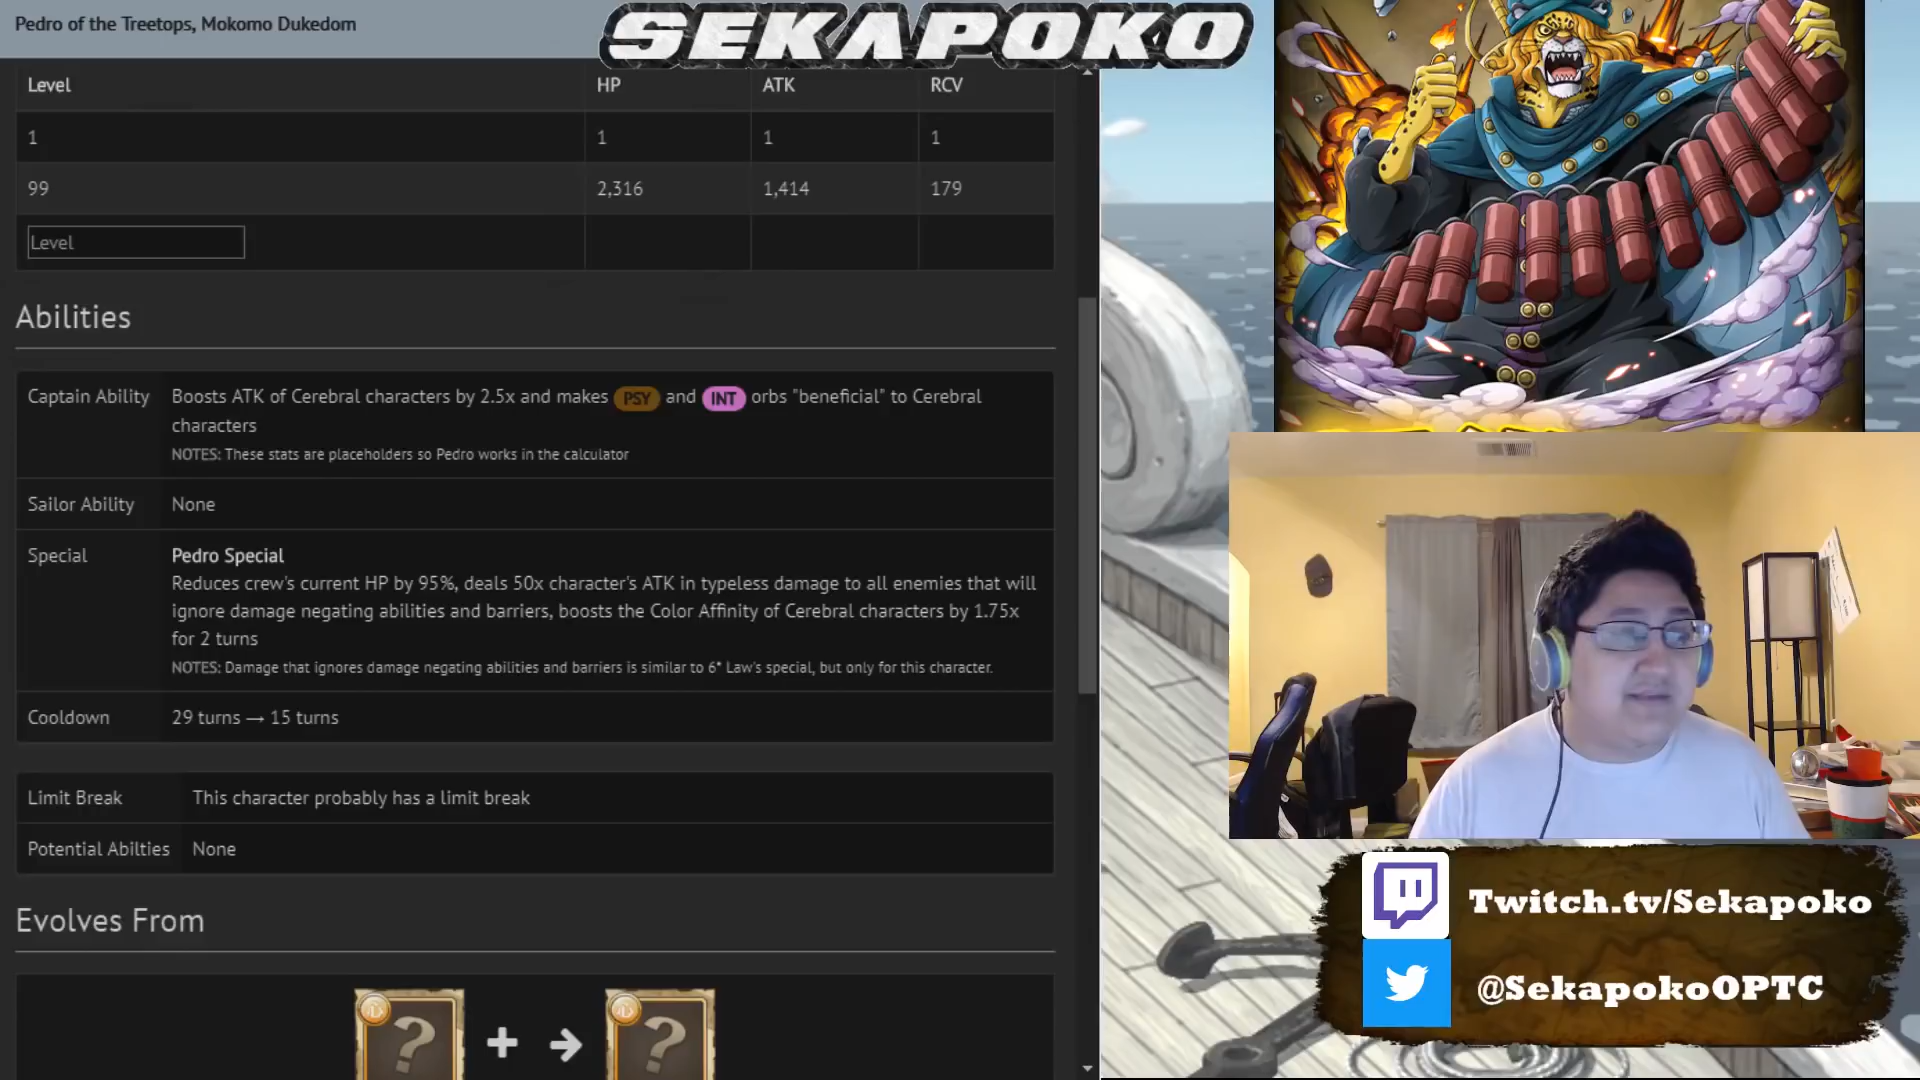 Pedro of the Treetops, Mokomo Dukedom
SEKAPOKO
Level HP ATK RCV
1 1 1 1
99 2,316 1,414 179
Level
Abilities
Captain Ability Boosts ATK of Cerebral characters by 2.5x and makes PSY and INT orbs "beneficial" to Cerebral
characters
NOTES: These stats are placeholders so Pedro works in the calculator
Sailor Ability None
Special Pedro Special
Reduces crew's current HP by 95%, deals 50x character's ATK in typeless damage to all enemies that will
ignore damage negating abilities and barriers, boosts the Color Affinity of Cerebral characters by 1.75x
for 2 turns
NOTES: Damage that ignores damage negating abilities and barriers is similar to 6* Law's special, but only for this character.
Cooldown 29 turns → 15 turns
Limit Break This character probably has a limit break
Potential Abilties None
Evolves From
? + → ?
Twitch.tv/Sekapoko
@SekapokoOPTC